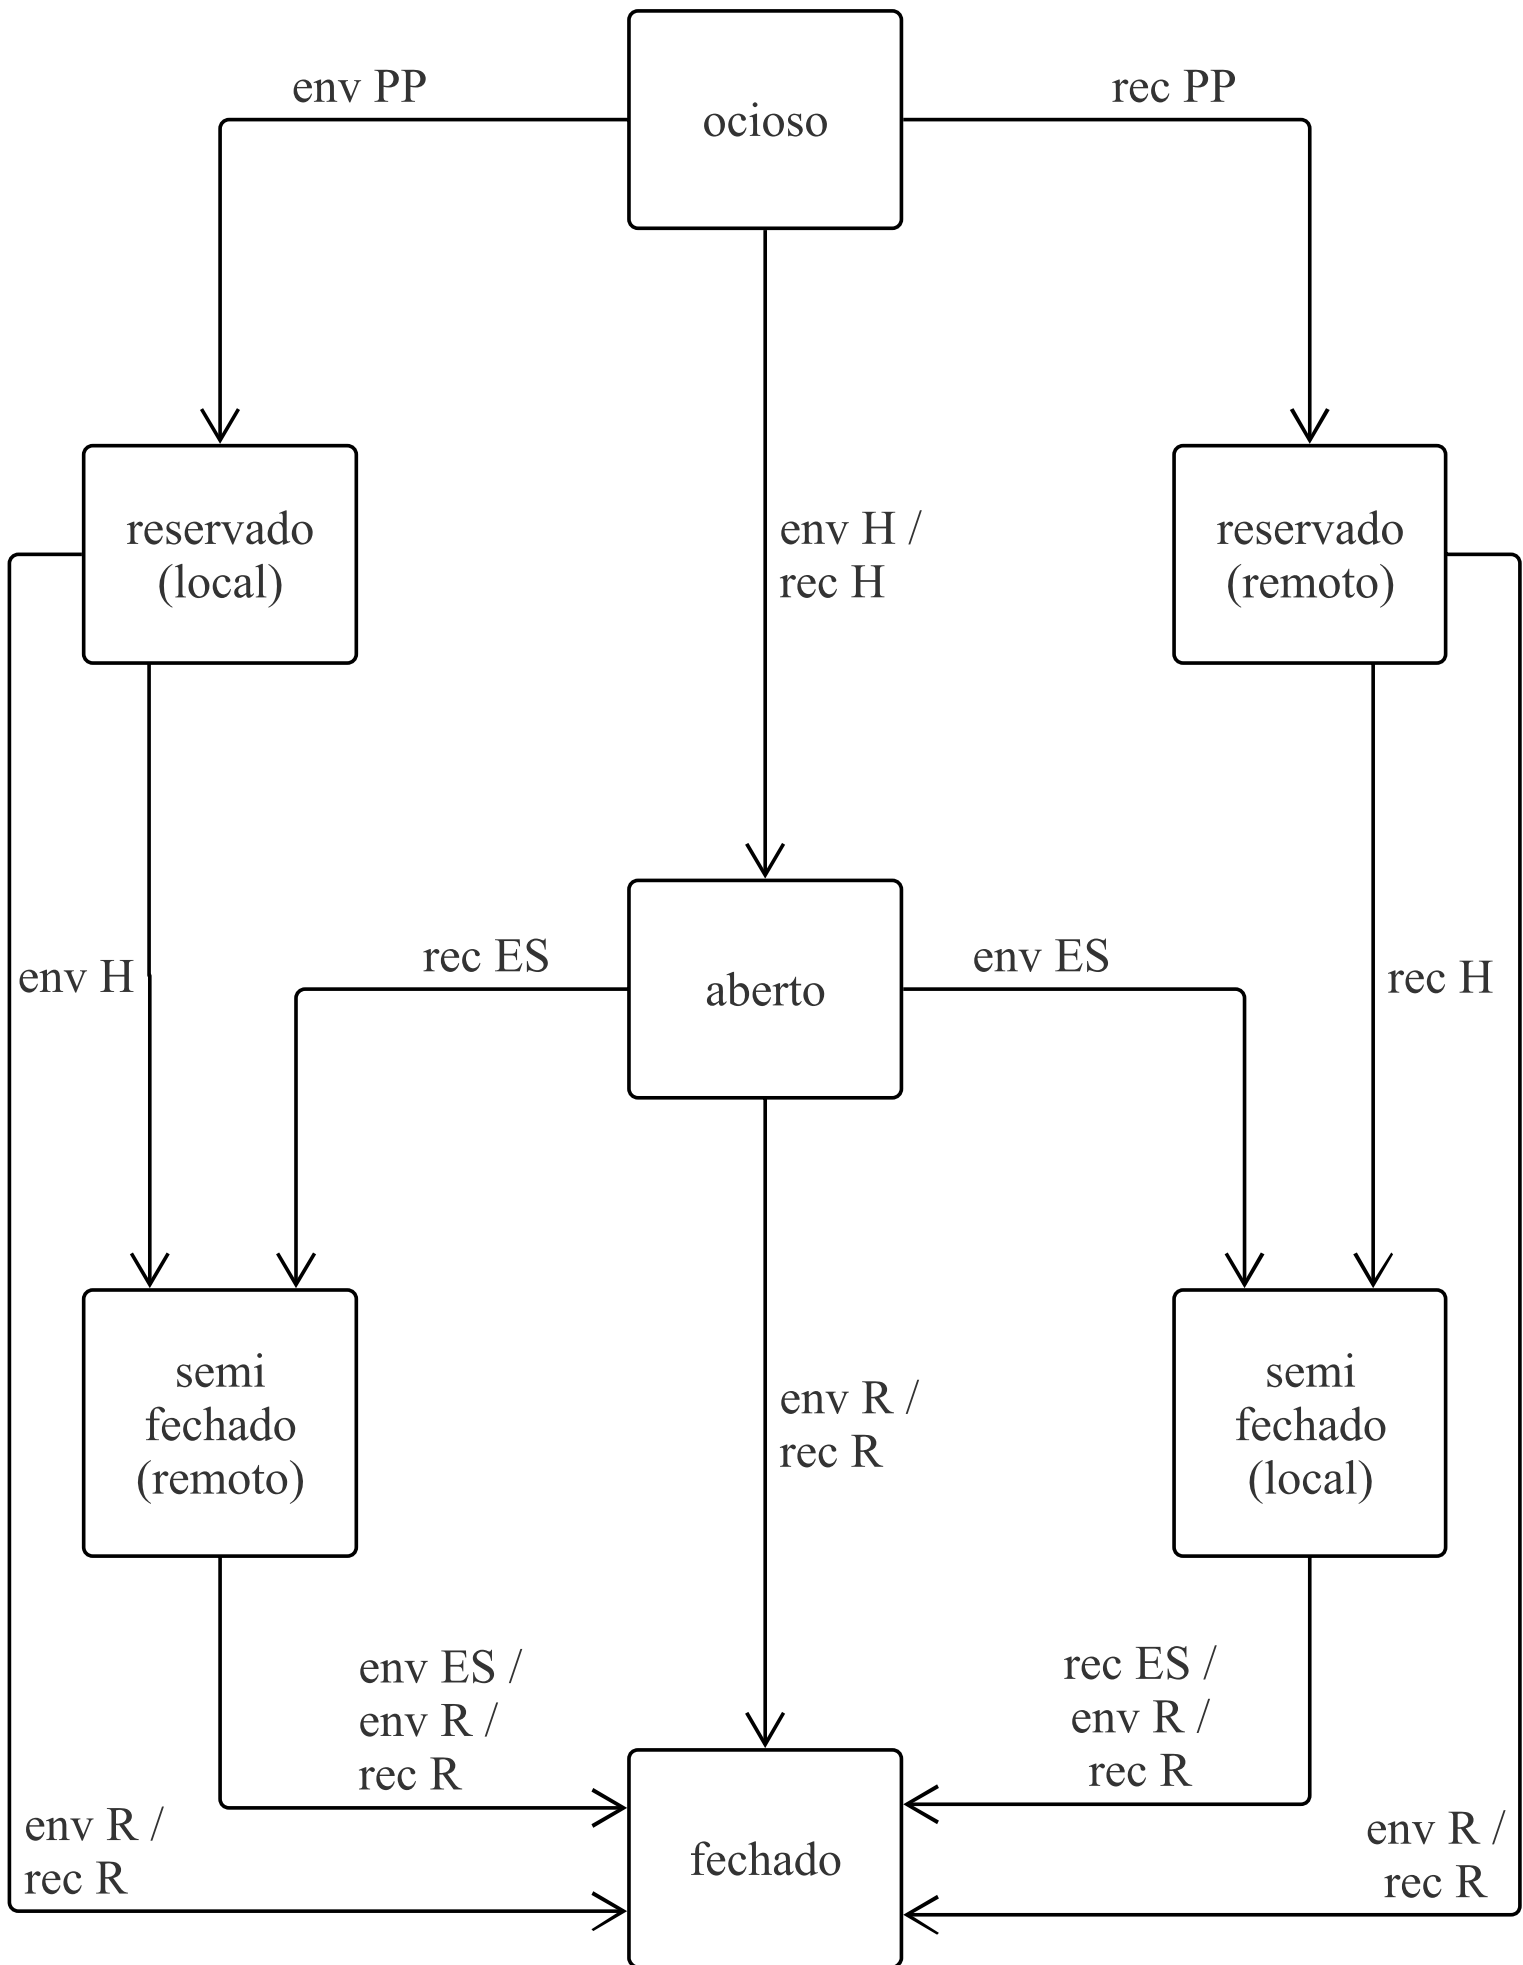 env PP
ocioso
rec PP
reservado
(local)
env H /
rec H
reservado
(remoto)
env H
rec ES
aberto
env ES
rec H
semi
fechado
(remoto)
env R /
rec R
semi
fechado
(local)
env ES /
env R /
rec R
rec ES /
env R /
rec R
env R /
rec R
fechado
env R /
rec R